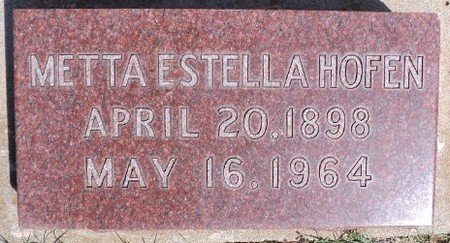 METTA ESTELLA HOFEN
APRIL 20, 1898
MAY 16, 1964